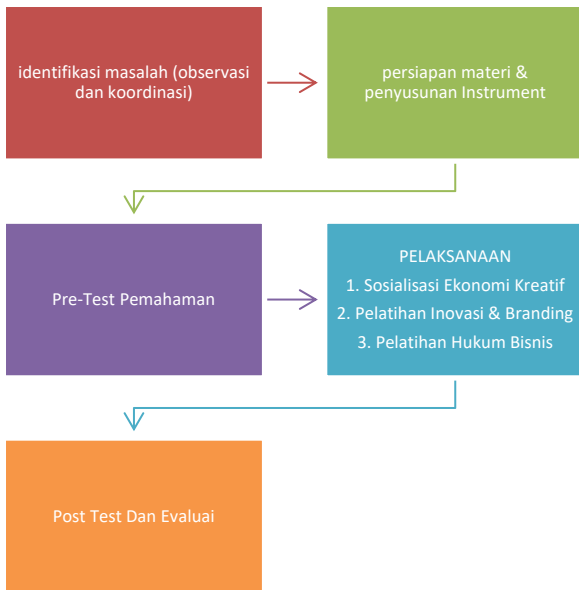 identifikasi masalah (observasi
dan koordinasi)
persiapan materi &
penyusunan Instrument
Pre-Test Pemahaman
PELAKSANAAN
1. Sosialisasi Ekonomi Kreatif
2. Pelatihan Inovasi & Branding
3. Pelatihan Hukum Bisnis
Post Test Dan Evaluai